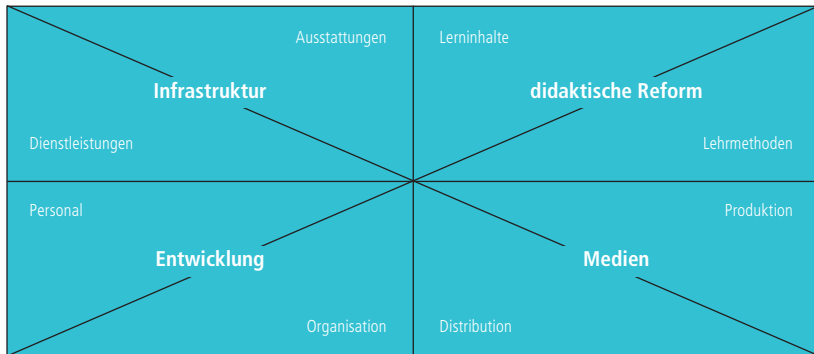 Ausstattungen
Lerninhalte
Infrastruktur
didaktische Reform
Dienstleistungen
Lehrmethoden
Personal
Produktion
Entwicklung
Medien
Organisation
Distribution